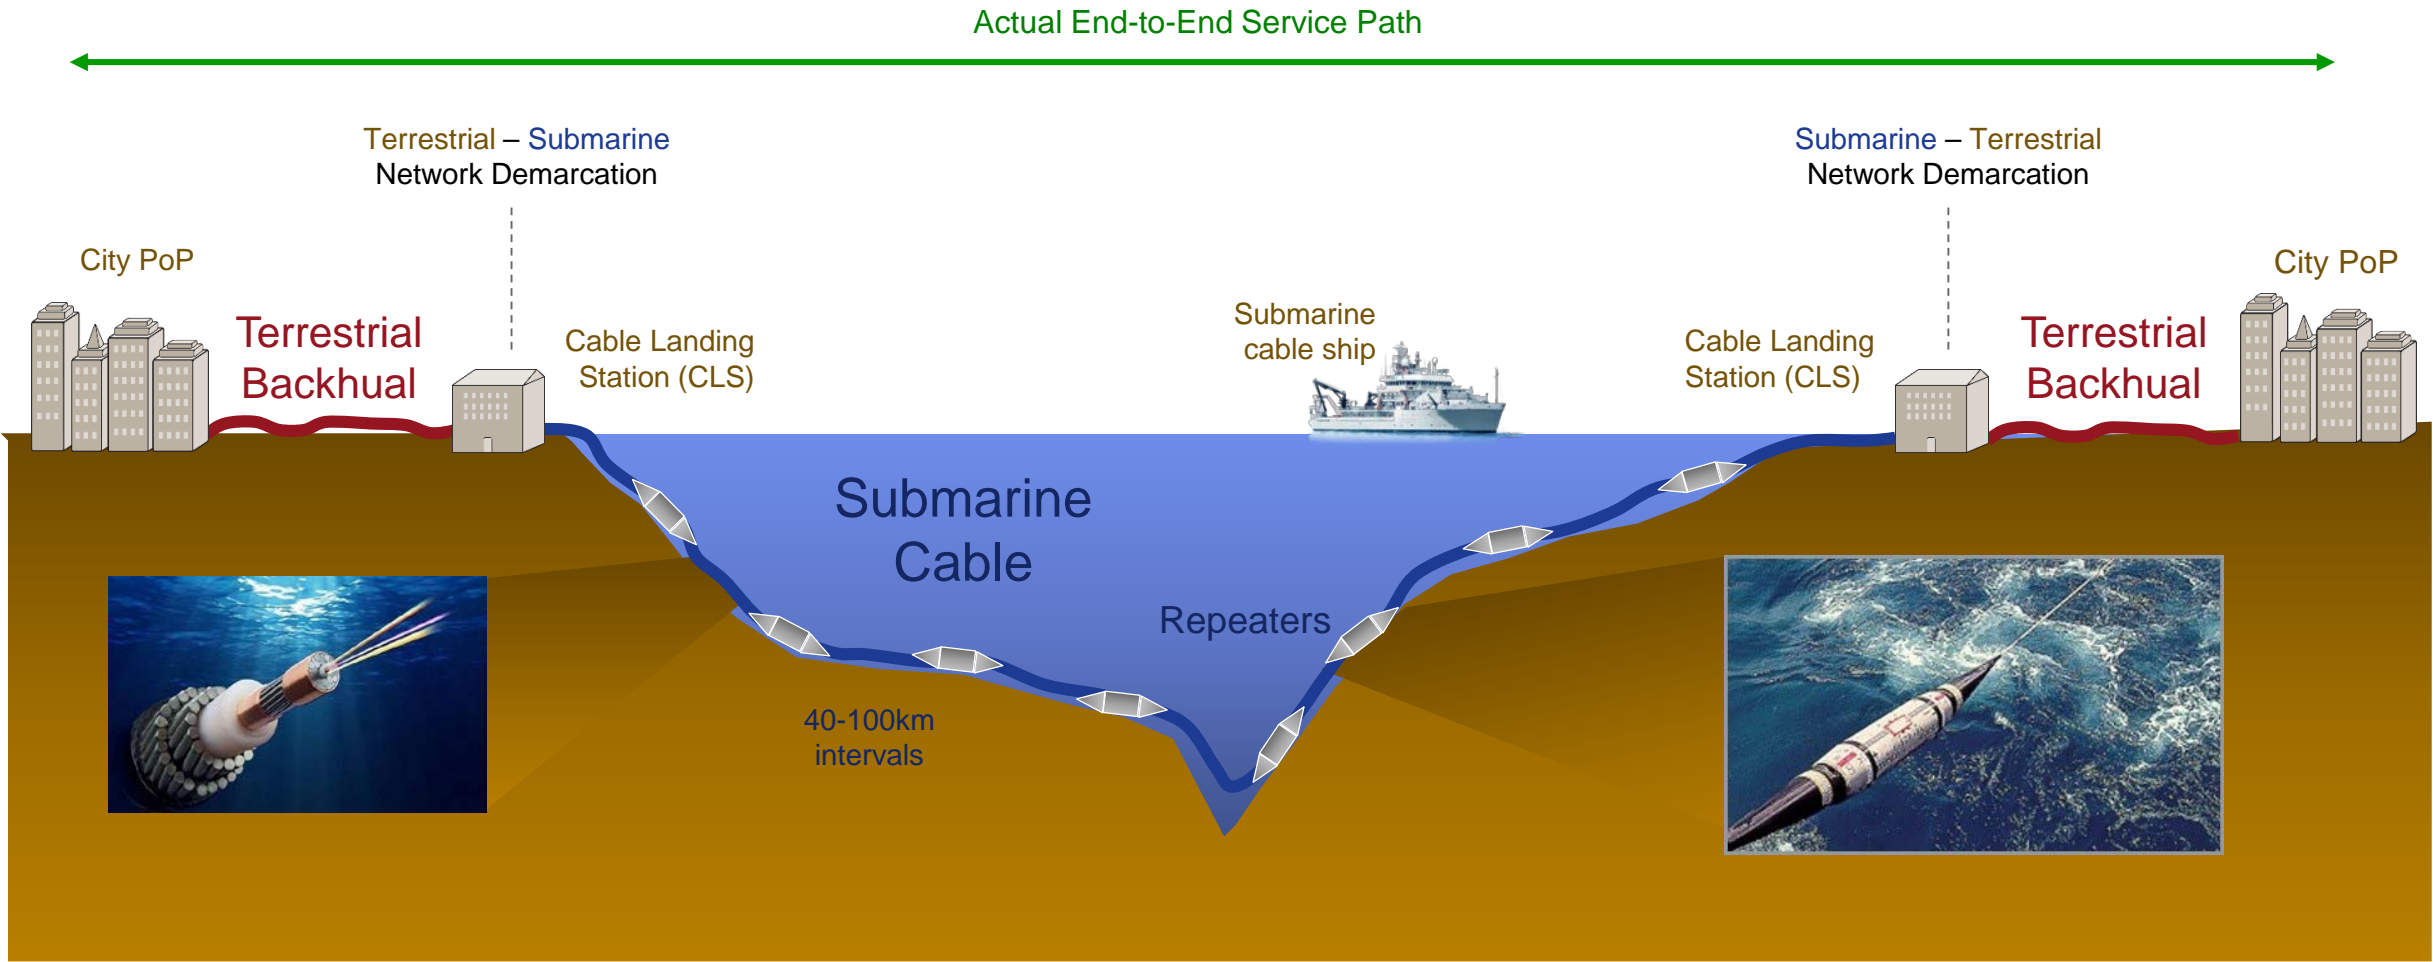 Actual End-to-End Service Path
Terrestrial – Submarine
Network Demarcation
Submarine – Terrestrial
Network Demarcation
City PoP
City PoP
Terrestrial
Backhual
Cable Landing
Station (CLS)
Submarine
cable ship
Cable Landing
Station (CLS)
Terrestrial
Backhual
Submarine
Cable
Repeaters
40-100km
intervals